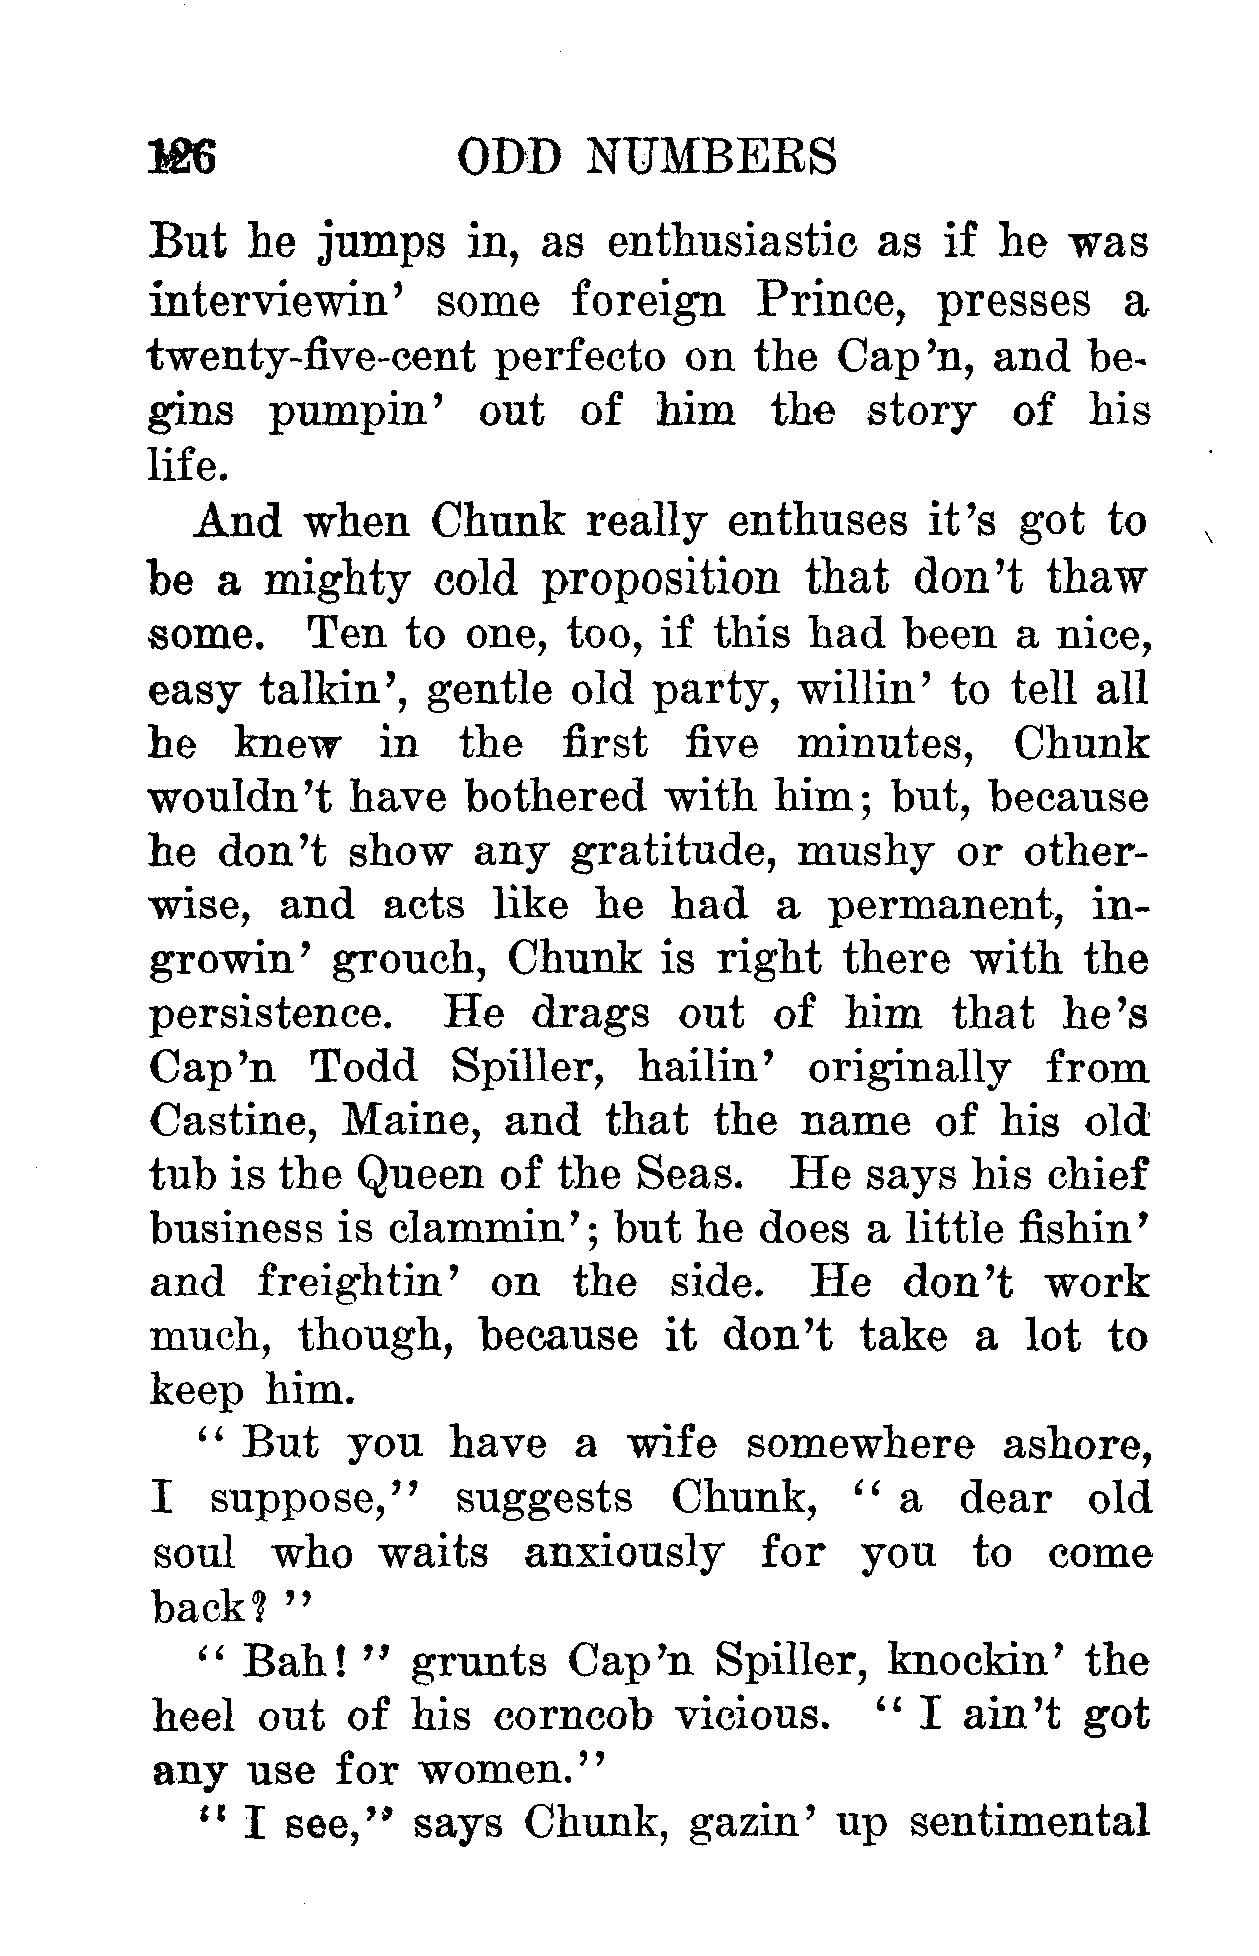 126 ODD NUMBERS
But he jumps in, as enthusiastic as if he was
interviewin' some foreign Prince, presses a
twenty-five-cent perfecto on the Cap'n, and be-
gins pumpin' out of him the story of his
life.
And when Chunk really enthuses it's got to
be a mighty cold proposition that don't thaw
some. Ten to one, too, if this had been a nice,
easy talkin', gentle old party, willin' to tell all
he knew in the first five minutes, Chunk
wouldn't have bothered with him; but, because
he don't show any gratitude, mushy or other-
wise, and acts like he had a permanent, in-
growin' grouch, Chunk is right there with the
persistence. He drags out of him that he's
Cap'n Todd Spiller, hailin' originally from
Castine, Maine, and that the name of his old
tub is the Queen of the Seas. He says his chief
business is clammin'; but he does a little fishin'
and freightin' on the side. He don't work
much, though, because it don't take a lot to
keep him.
"But you have a wife somewhere ashore,
I suppose," suggests Chunk, "a dear old
soul who waits anxiously for you to come
back?"
"Bah!" grunts Cap'n Spiller, knockin' the
heel out of his corncob vicious. "I ain't got
any use for women."
"I see," says Chunk, gazin' up sentimental